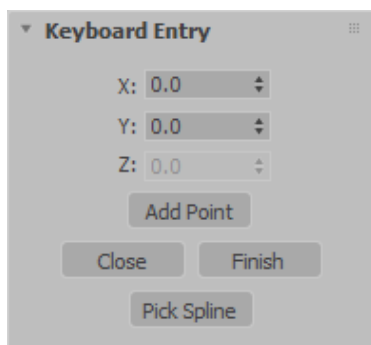 Keyboard Entry
X: 0.0
Y: 0.0
Z: 0.0
Add Point
Close Finish
Pick Spline